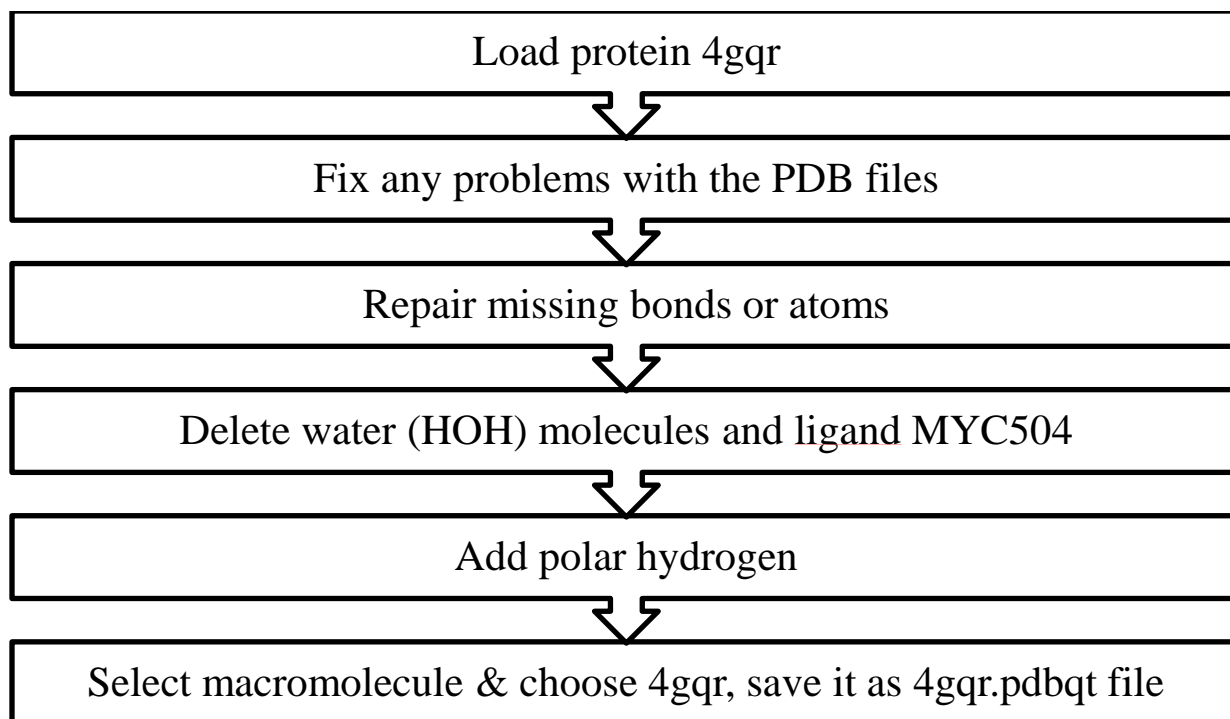 Load protein 4gqr
Fix any problems with the PDB files
Repair missing bonds or atoms
Delete water (HOH) molecules and ligand MYC504
Add polar hydrogen
Select macromolecule & choose 4gqr, save it as 4gqr.pdbqt file